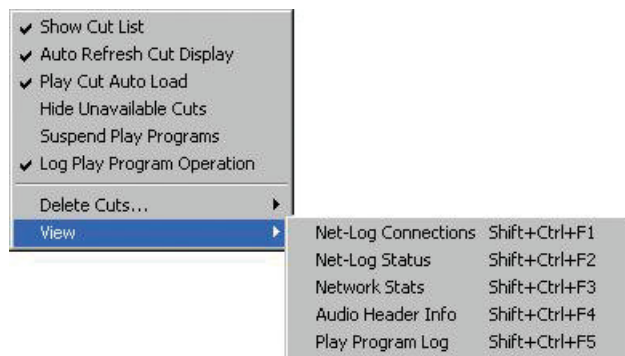 Show Cut List
Auto Refresh Cut Display
Play Cut Auto Load
Hide Unavailable Cuts
Suspend Play Programs
Log Play Program Operation
Delete Cuts...
View
Net-Log Connections Shift+Ctrl+F1
Net-Log Status Shift+Ctrl+F2
Network Stats Shift+Ctrl+F3
Audio Header Info Shift+Ctrl+F4
Play Program Log Shift+Ctrl+F5